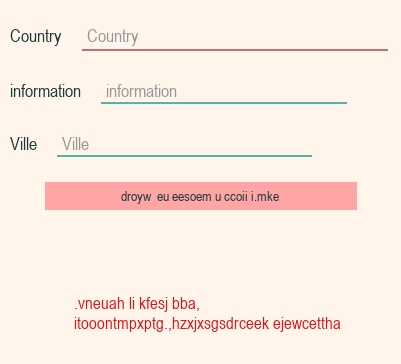 Country Country
information information
Ville Ville
droyw eu eesoem u ccoii i.mke
.vneuah li kfesj bba,
itooontmpxptg.,hzxjxsgsdrceek ejewcettha